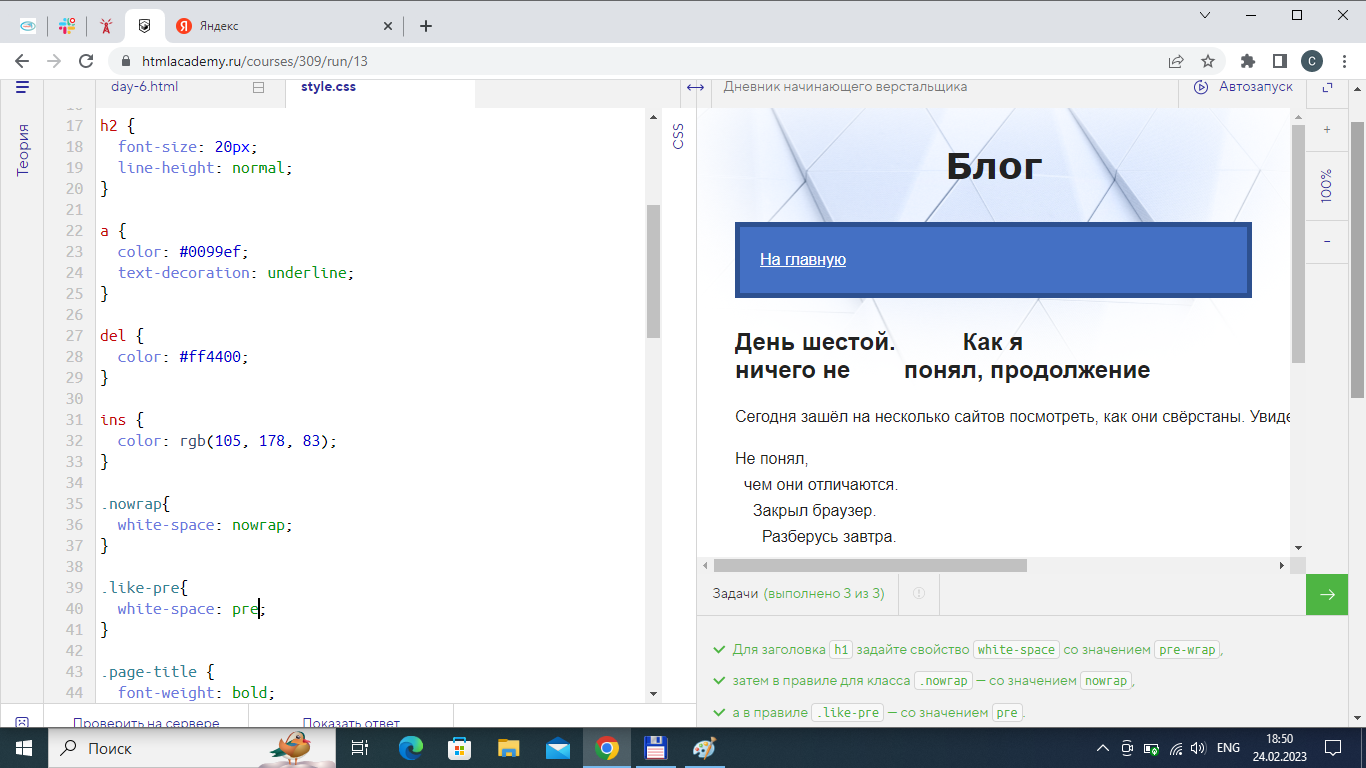 Яндекс
htmlacademy.ru/courses/309/run/13
C
Теория
day-6.html
style.css
17 h2 {
18 font-size: 20px;
19 line-height: normal;
20 }
21
22 a {
23 color: #0099ef;
24 text-decoration: underline;
25 }
26
27 del {
28 color: #ff4400;
29 }
30
31 ins {
32 color: rgb(105, 178, 83);
33 }
34
35 .nowrap{
36 white-space: nowrap;
37 }
38
39 .like-pre{
40 white-space: pre;
41 }
42
43 .page-title {
44 font-weight: bold;
Проверить на сервере
Показать ответ
CSS
Дневник начинающего верстальщика
Автозапуск
+
100%
−
Блог
На главную
День шестой. Как я
ничего не понял, продолжение
Сегодня зашёл на несколько сайтов посмотреть, как они свёрстаны. Увиде
Не понял,
чем они отличаются.
Закрыл браузер.
Разберусь завтра.
Задачи (выполнено 3 из 3)
Для заголовка h1 задайте свойство white-space со значением pre-wrap,
затем в правиле для класса .nowrap — со значением nowrap,
а в правиле .like-pre — со значением pre.
Поиск
ENG
18:50
24.02.2023